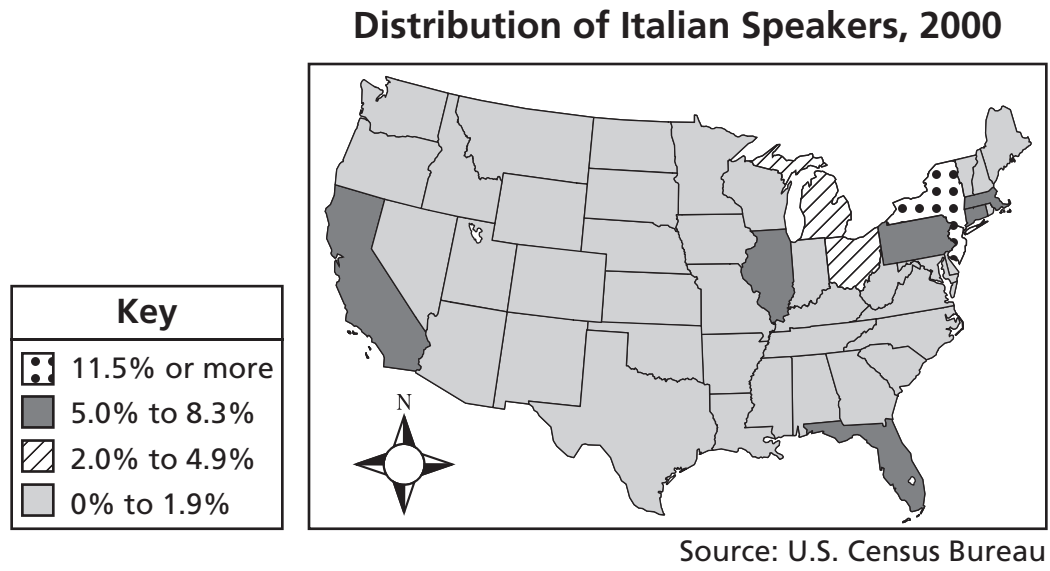 Distribution of Italian Speakers, 2000
Key
11.5% or more
5.0% to 8.3%
2.0% to 4.9%
0% to 1.9%
N
Source: U.S. Census Bureau